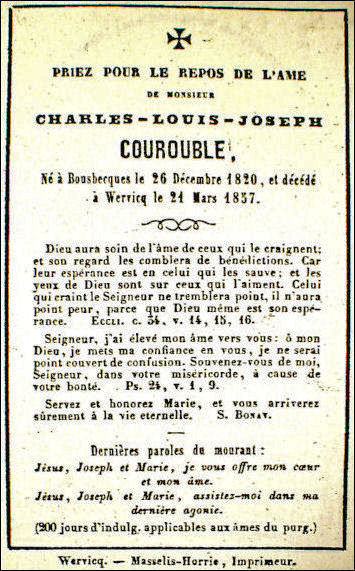 PRIEZ POUR LE REPOS DE L'AME
DE MONSIEUR
CHARLES-LOUIS-JOSEPH
COUROUBLE,
Né à Bousbecques le 26 Décembre 1820, et décédé
à Wervicq le 21 Mars 1857.
Dieu aura soin de l'âme de ceux qui le craignent;
et son regard les comblera de bénédictions. Car
leur espérance est en celui qui les sauve; et les
yeux de Dieu sont sur ceux qui l'aiment. Celui
qui craint le Seigneur ne tremblera point, il n'aura
point peur, parce que Dieu même est son espé-
rance. ECCLI. c. 34, v. 14, 15, 16.
Seigneur, j'ai élevé mon âme vers vous: ô mon
Dieu, je mets ma confiance en vous, je ne serai
point couvert de confusion. Souvenez-vous de moi,
Seigneur, dans votre miséricorde, à cause de
votre bonté. Ps. 24, v. 1, 9.
Servez et honorez Marie, et vous arriverez
sûrement à la vie eternelle. S. BONAV.
Dernières paroles du mourant:
Jésus, Joseph et Marie, je vous offre mon cœur
et mon âme.
Jésus, Joseph et Marie, assistez-moi dans ma
dernière agonie.
(200 jours d'indulg. applicables aux âmes du purg.)
Wervicq. — Masselis-Horrie, Imprimeur.